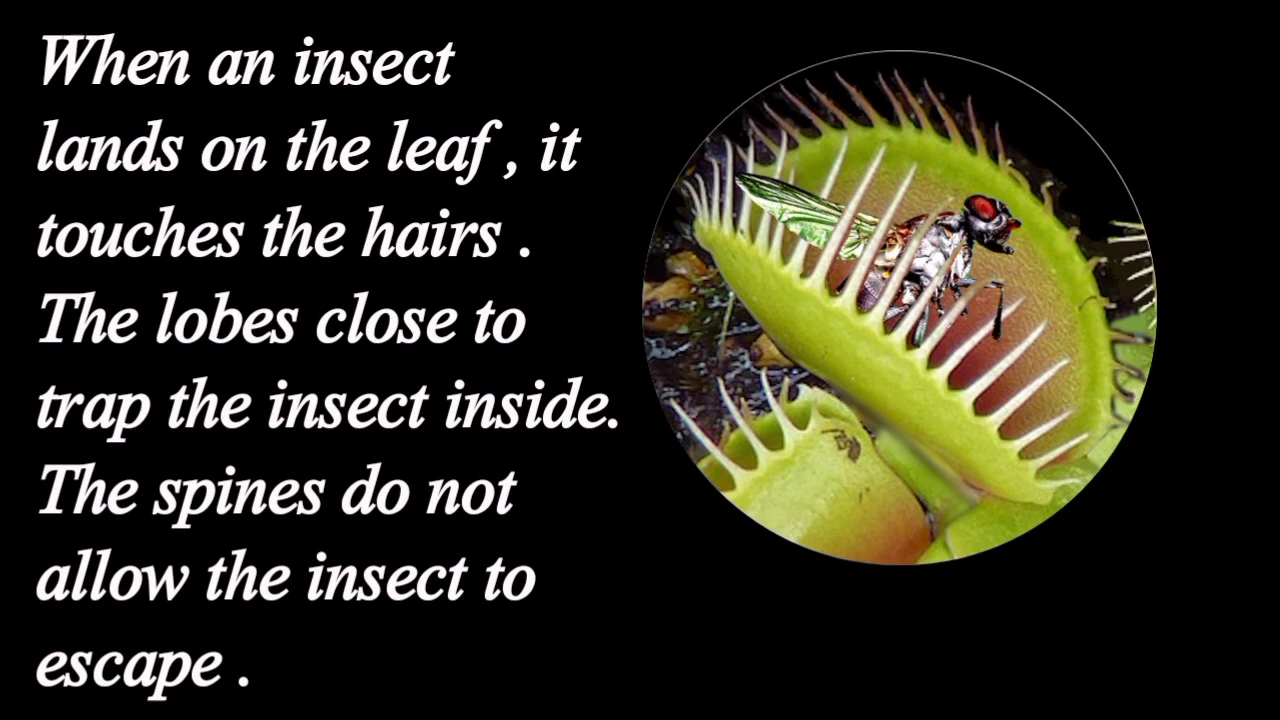 When an insect
lands on the leaf , it
touches the hairs .
The lobes close to
trap the insect inside.
The spines do not
allow the insect to
escape .